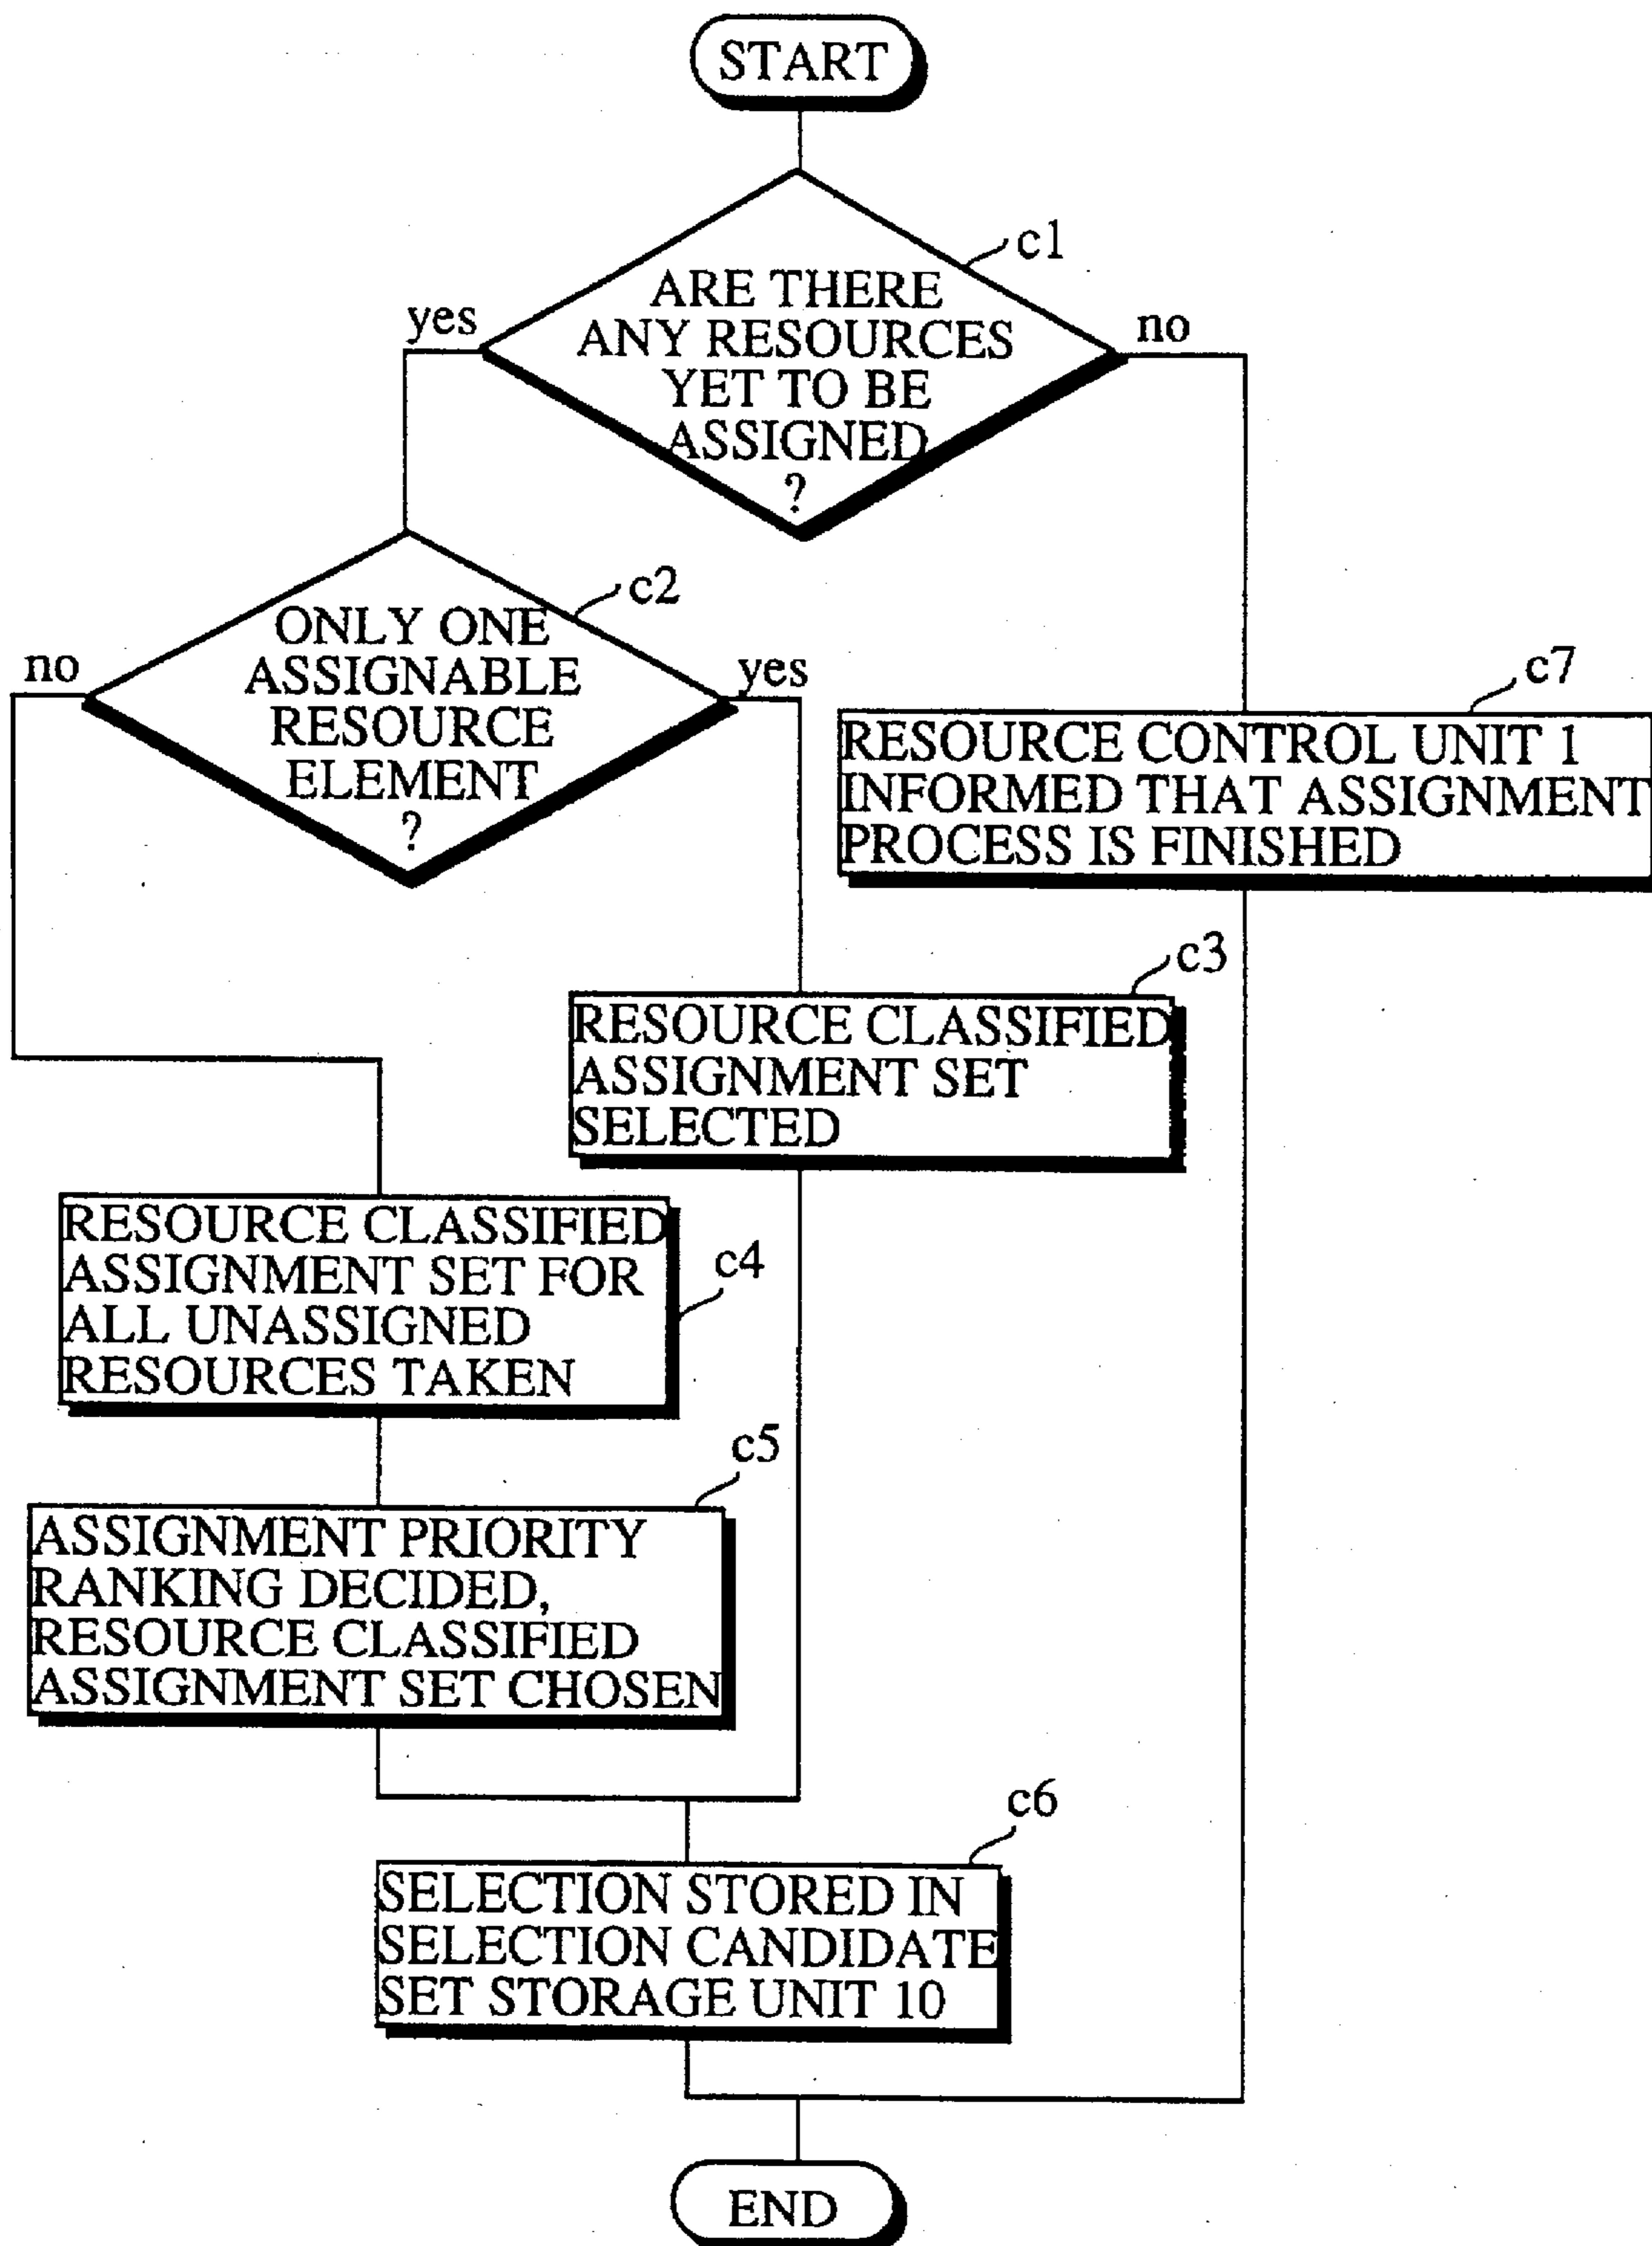 START
c1
ARE THERE
ANY RESOURCES
YET TO BE
ASSIGNED
?
yes
no
c2
ONLY ONE
ASSIGNABLE
RESOURCE
ELEMENT
?
no
yes
c7
RESOURCE CONTROL UNIT 1
INFORMED THAT ASSIGNMENT
PROCESS IS FINISHED
c3
RESOURCE CLASSIFIED
ASSIGNMENT SET
SELECTED
RESOURCE CLASSIFIED
ASSIGNMENT SET FOR
ALL UNASSIGNED
RESOURCES TAKEN
c4
c5
ASSIGNMENT PRIORITY
RANKING DECIDED,
RESOURCE CLASSIFIED
ASSIGNMENT SET CHOSEN
c6
SELECTION STORED IN
SELECTION CANDIDATE
SET STORAGE UNIT 10
END